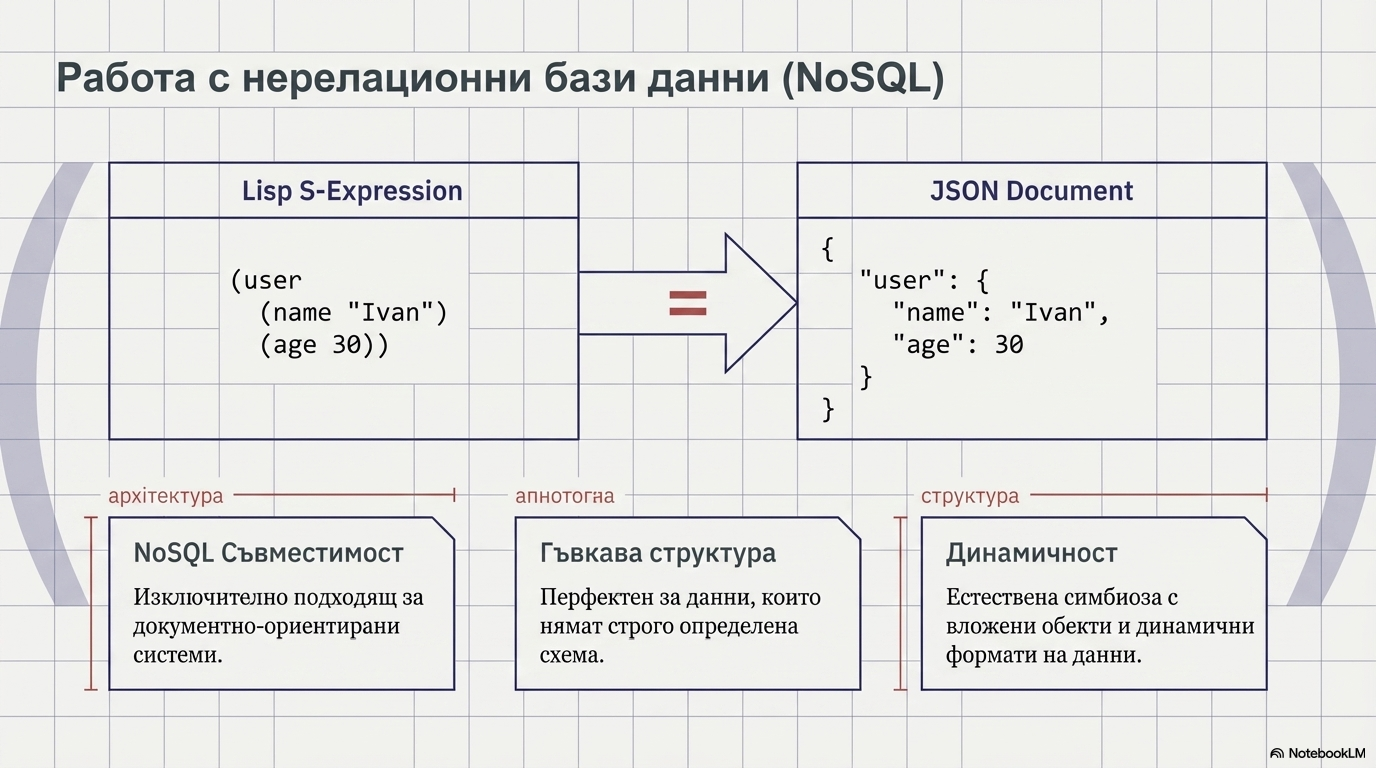 Работа с нерелационни бази данни (NoSQL)
Lisp S-Expression
(user
(name "Ivan")
(age 30))
=
JSON Document
{
"user": {
"name": "Ivan",
"age": 30
}
}
архітектура
NoSQL Съвместимост
Изключително подходящ за
документно-ориентирани
системи.
Гъвкава структура
Перфектен за данни, които
нямат строго определена
схема.
структура
Динамичност
Естествена симбиоза с
вложени обекти и динамични
формати на данни.
NotebookLM